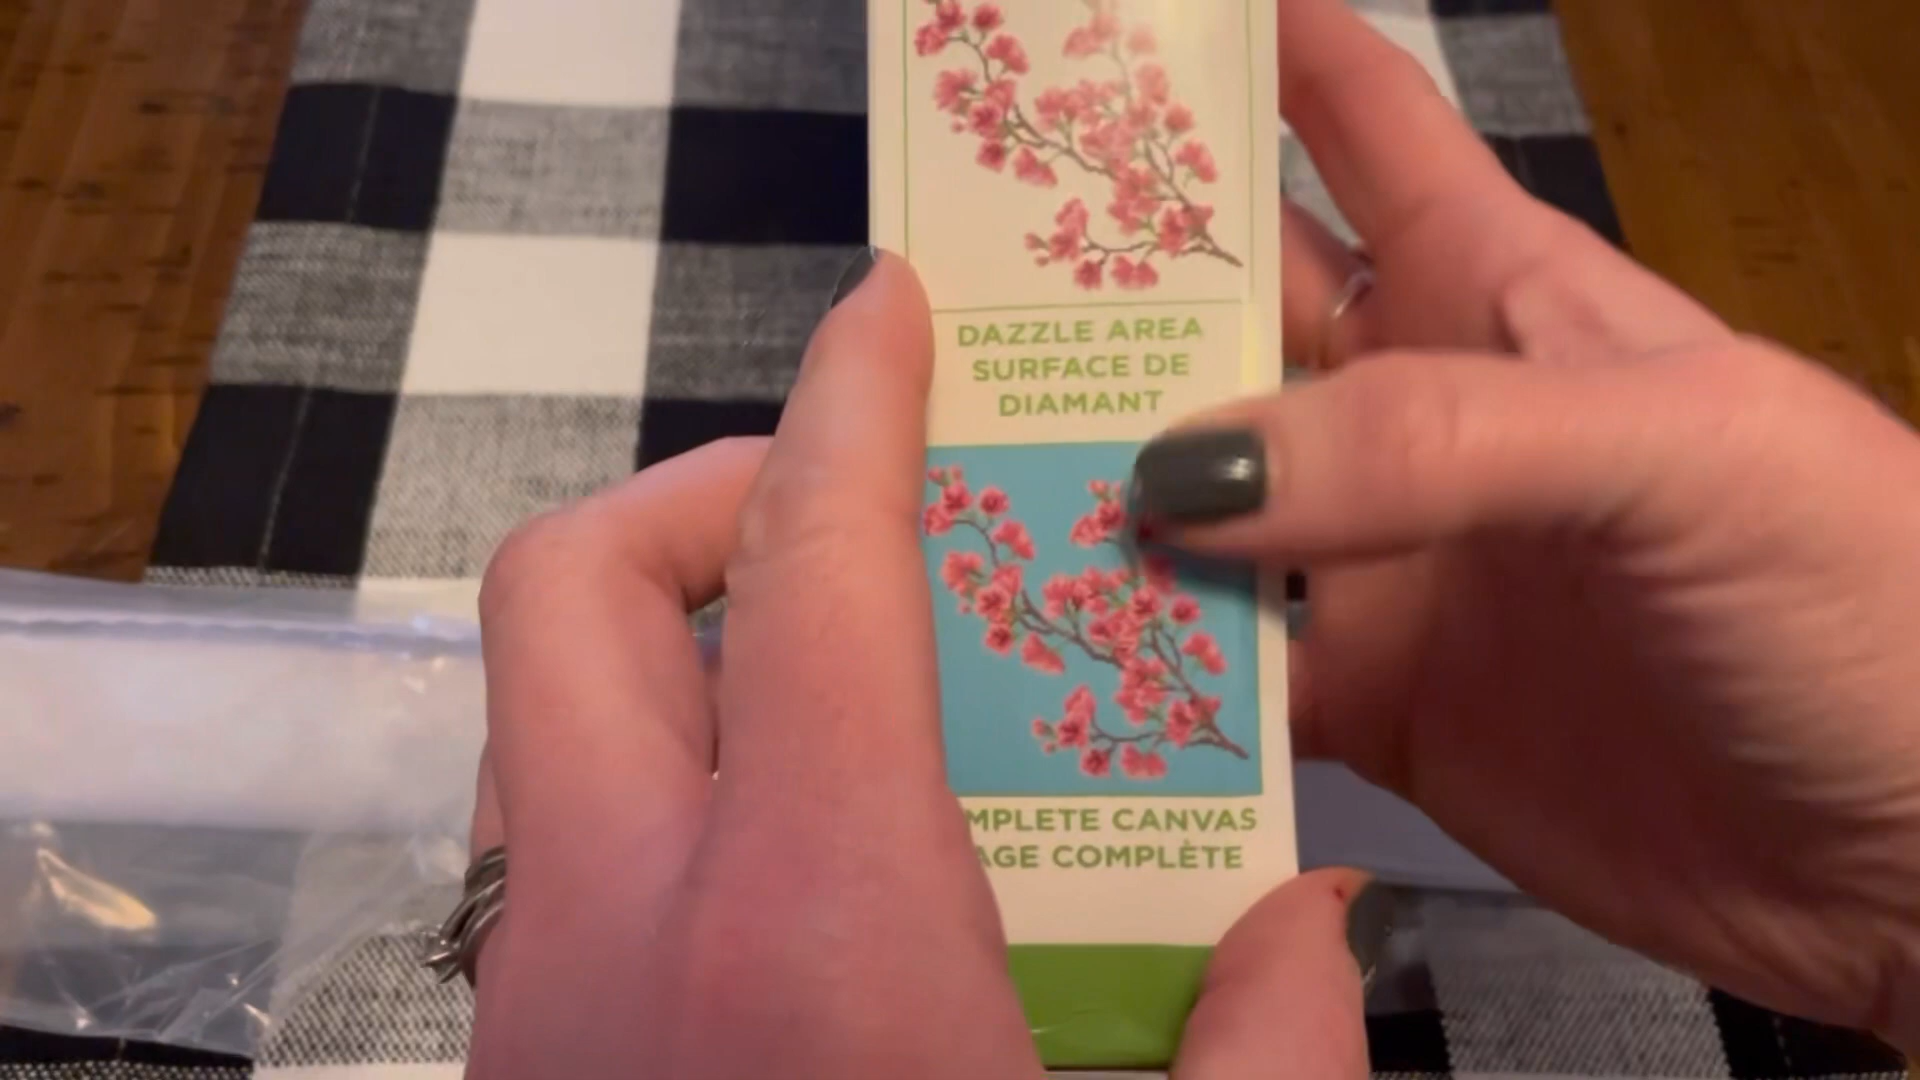 DAZZLE AREA
SURFACE DE
DIAMANT
MPLETE CANVAS
AGE COMPLÈTE